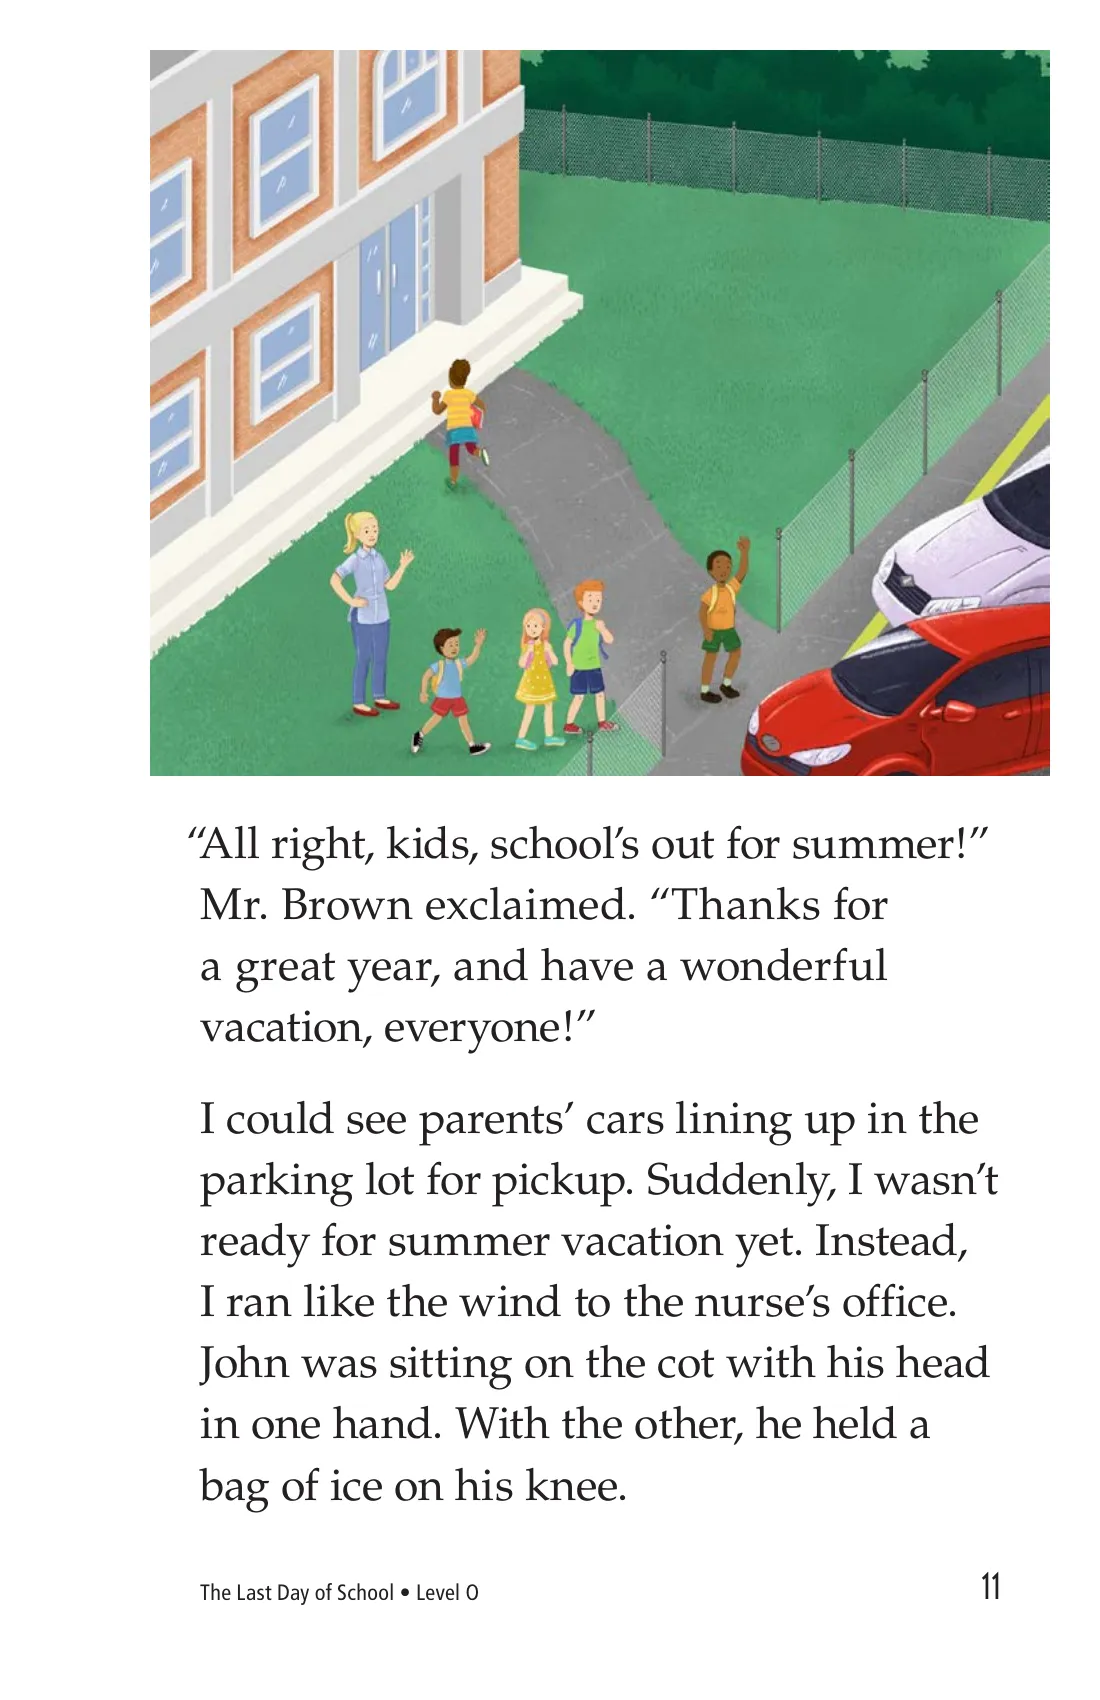 “All right, kids, school’s out for summer!”
Mr. Brown exclaimed. “Thanks for
a great year, and have a wonderful
vacation, everyone!”
I could see parents’ cars lining up in the
parking lot for pickup. Suddenly, I wasn’t
ready for summer vacation yet. Instead,
I ran like the wind to the nurse’s office.
John was sitting on the cot with his head
in one hand. With the other, he held a
bag of ice on his knee.
The Last Day of School • Level O
11